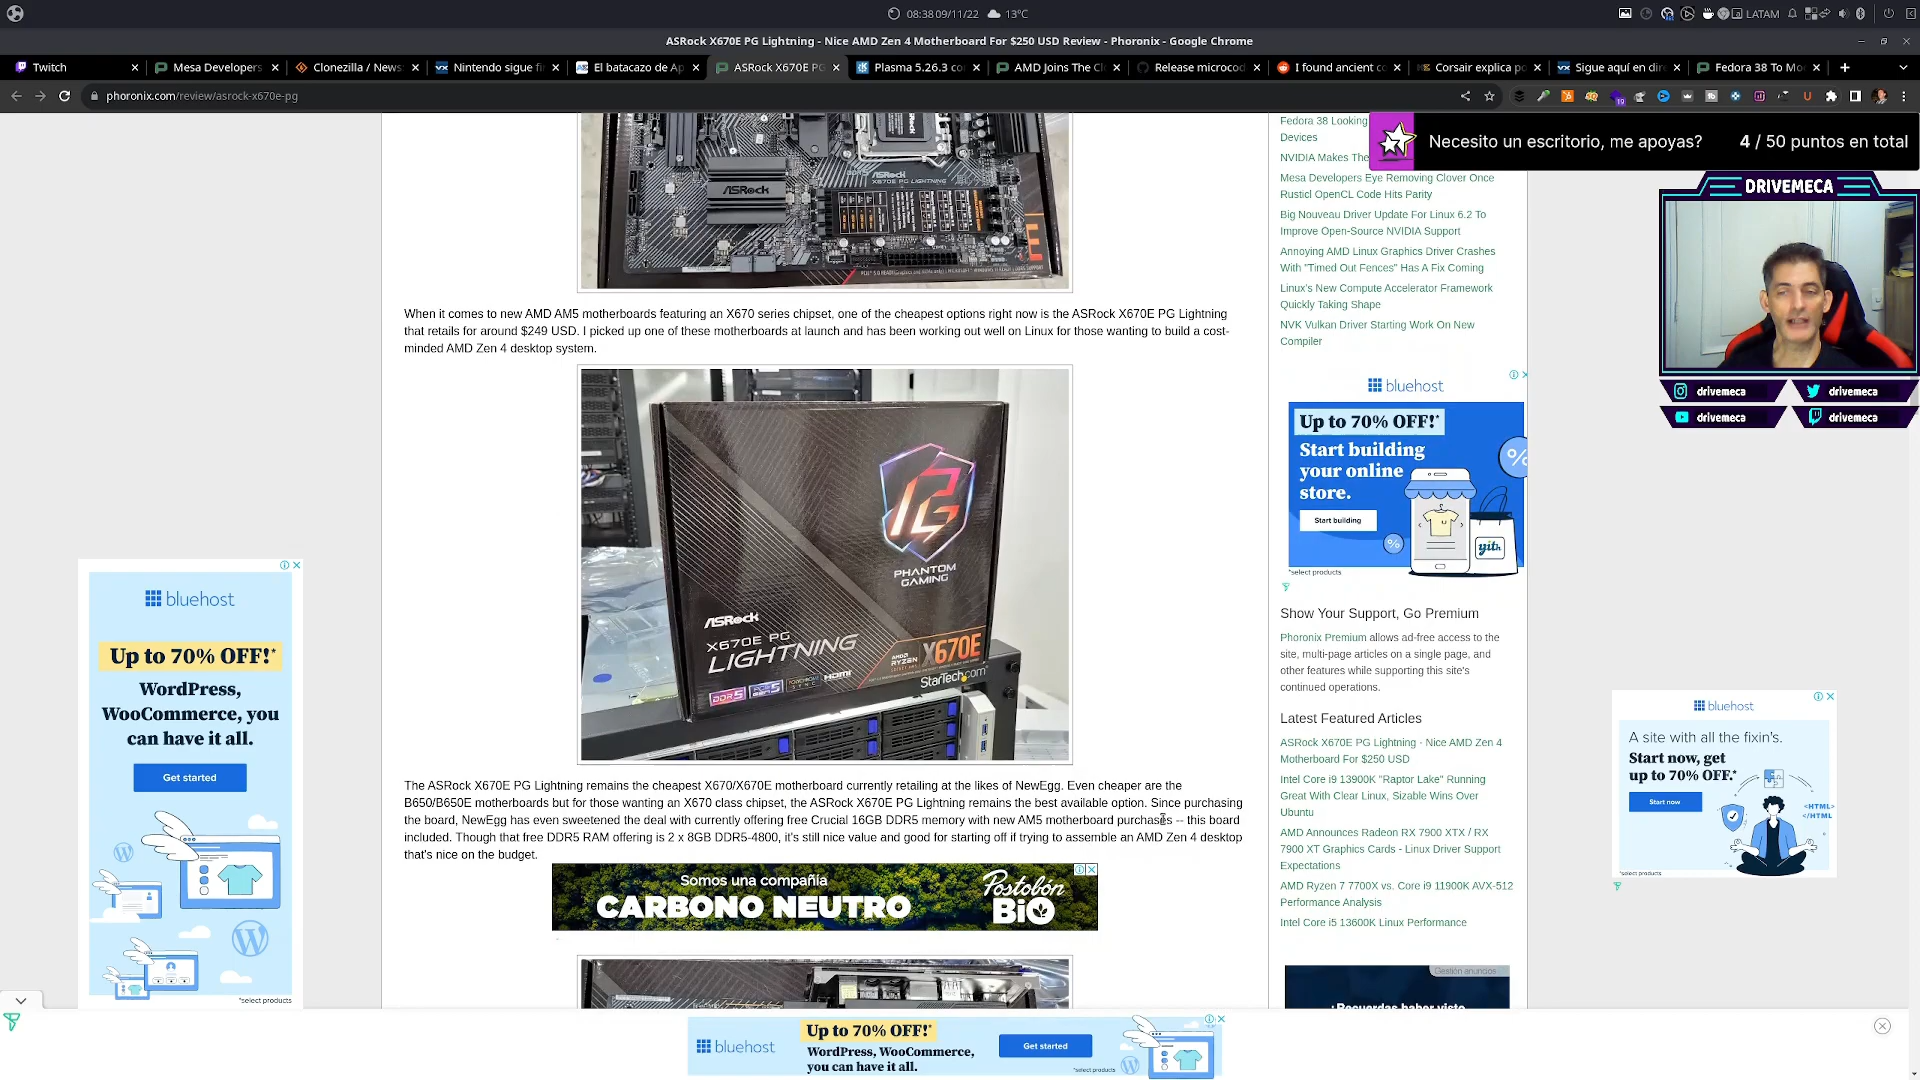 08:38 09/11/22
13°C
LATAM
ASRock X670E PG Lightning - Nice AMD Zen 4 Motherboard For $250 USD Review - Phoronix - Google Chrome
Twitch
Mesa Developers
Clonezilla / News
Nintendo sigue fi
El batacazo de Ap
ASRock X670E PG
Plasma 5.26.3 co
AMD Joins The Cl
Release microcod
I found ancient c
Corsair explica po
Sigue aquí en dir
Fedora 38 To Mo
phoronix.com/review/asrock-x670e-pg
Necesito un escritorio, me apoyas?
4 / 50 puntos en total
DRIVEMECA
drivemeca
drivemeca
drivemeca
drivemeca
ASRock
ASRock
X670E PG LIGHTNING
When it comes to new AMD AM5 motherboards featuring an X670 series chipset, one of the cheapest options right now is the ASRock X670E PG Lightning
that retails for around $249 USD. I picked up one of these motherboards at launch and has been working out well on Linux for those wanting to build a cost-
minded AMD Zen 4 desktop system.
PHANTOM
GAMING
ASRock
X670E PG
LIGHTNING
AMD
RYZEN
X670E
DDR5
HDMI
StarTech.com
The ASRock X670E PG Lightning remains the cheapest X670/X670E motherboard currently retailing at the likes of NewEgg. Even cheaper are the
B650/B650E motherboards but for those wanting an X670 class chipset, the ASRock X670E PG Lightning remains the best available option. Since purchasing
the board, NewEgg has even sweetened the deal with currently offering free Crucial 16GB DDR5 memory with new AM5 motherboard purchases -- this board
included. Though that free DDR5 RAM offering is 2 x 8GB DDR5-4800, it's still nice value and good for starting off if trying to assemble an AMD Zen 4 desktop
that's nice on the budget.
Somos una compañía
CARBONO NEUTRO
Postobon
BiO
Fedora 38 Looking
Devices
NVIDIA Makes The
Mesa Developers Eye Removing Clover Once
Rusticl OpenCL Code Hits Parity
Big Nouveau Driver Update For Linux 6.2 To
Improve Open-Source NVIDIA Support
Annoying AMD Linux Graphics Driver Crashes
With "Timed Out Fences" Has A Fix Coming
Linux's New Compute Accelerator Framework
Quickly Taking Shape
NVK Vulkan Driver Starting Work On New
Compiler
bluehost
Up to 70% OFF!*
Start building
your online
store.
Start building
yith
*select products
Show Your Support, Go Premium
Phoronix Premium allows ad-free access to the
site, multi-page articles on a single page, and
other features while supporting this site's
continued operations.
Latest Featured Articles
ASRock X670E PG Lightning - Nice AMD Zen 4
Motherboard For $250 USD
Intel Core i9 13900K "Raptor Lake" Running
Great With Clear Linux, Sizable Wins Over
Ubuntu
AMD Announces Radeon RX 7900 XTX / RX
7900 XT Graphics Cards - Linux Driver Support
Expectations
AMD Ryzen 7 7700X vs. Core i9 11900K AVX-512
Performance Analysis
Intel Core i5 13600K Linux Performance
Gestión anuncios
¿Recuerdas haber visto
bluehost
Up to 70% OFF!*
WordPress,
WooCommerce, you
can have it all.
Get started
*select products
bluehost
A site with all the fixin's.
Start now, get
up to 70% OFF.*
Start now
<HTML>
</HTML>
*select products
bluehost
Up to 70% OFF!*
WordPress, WooCommerce,
you can have it all.
Get started
*select products